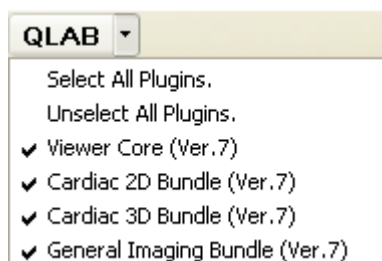 QLAB
Select All Plugins.
Unselect All Plugins.
Viewer Core (Ver.7)
Cardiac 2D Bundle (Ver.7)
Cardiac 3D Bundle (Ver.7)
General Imaging Bundle (Ver.7)